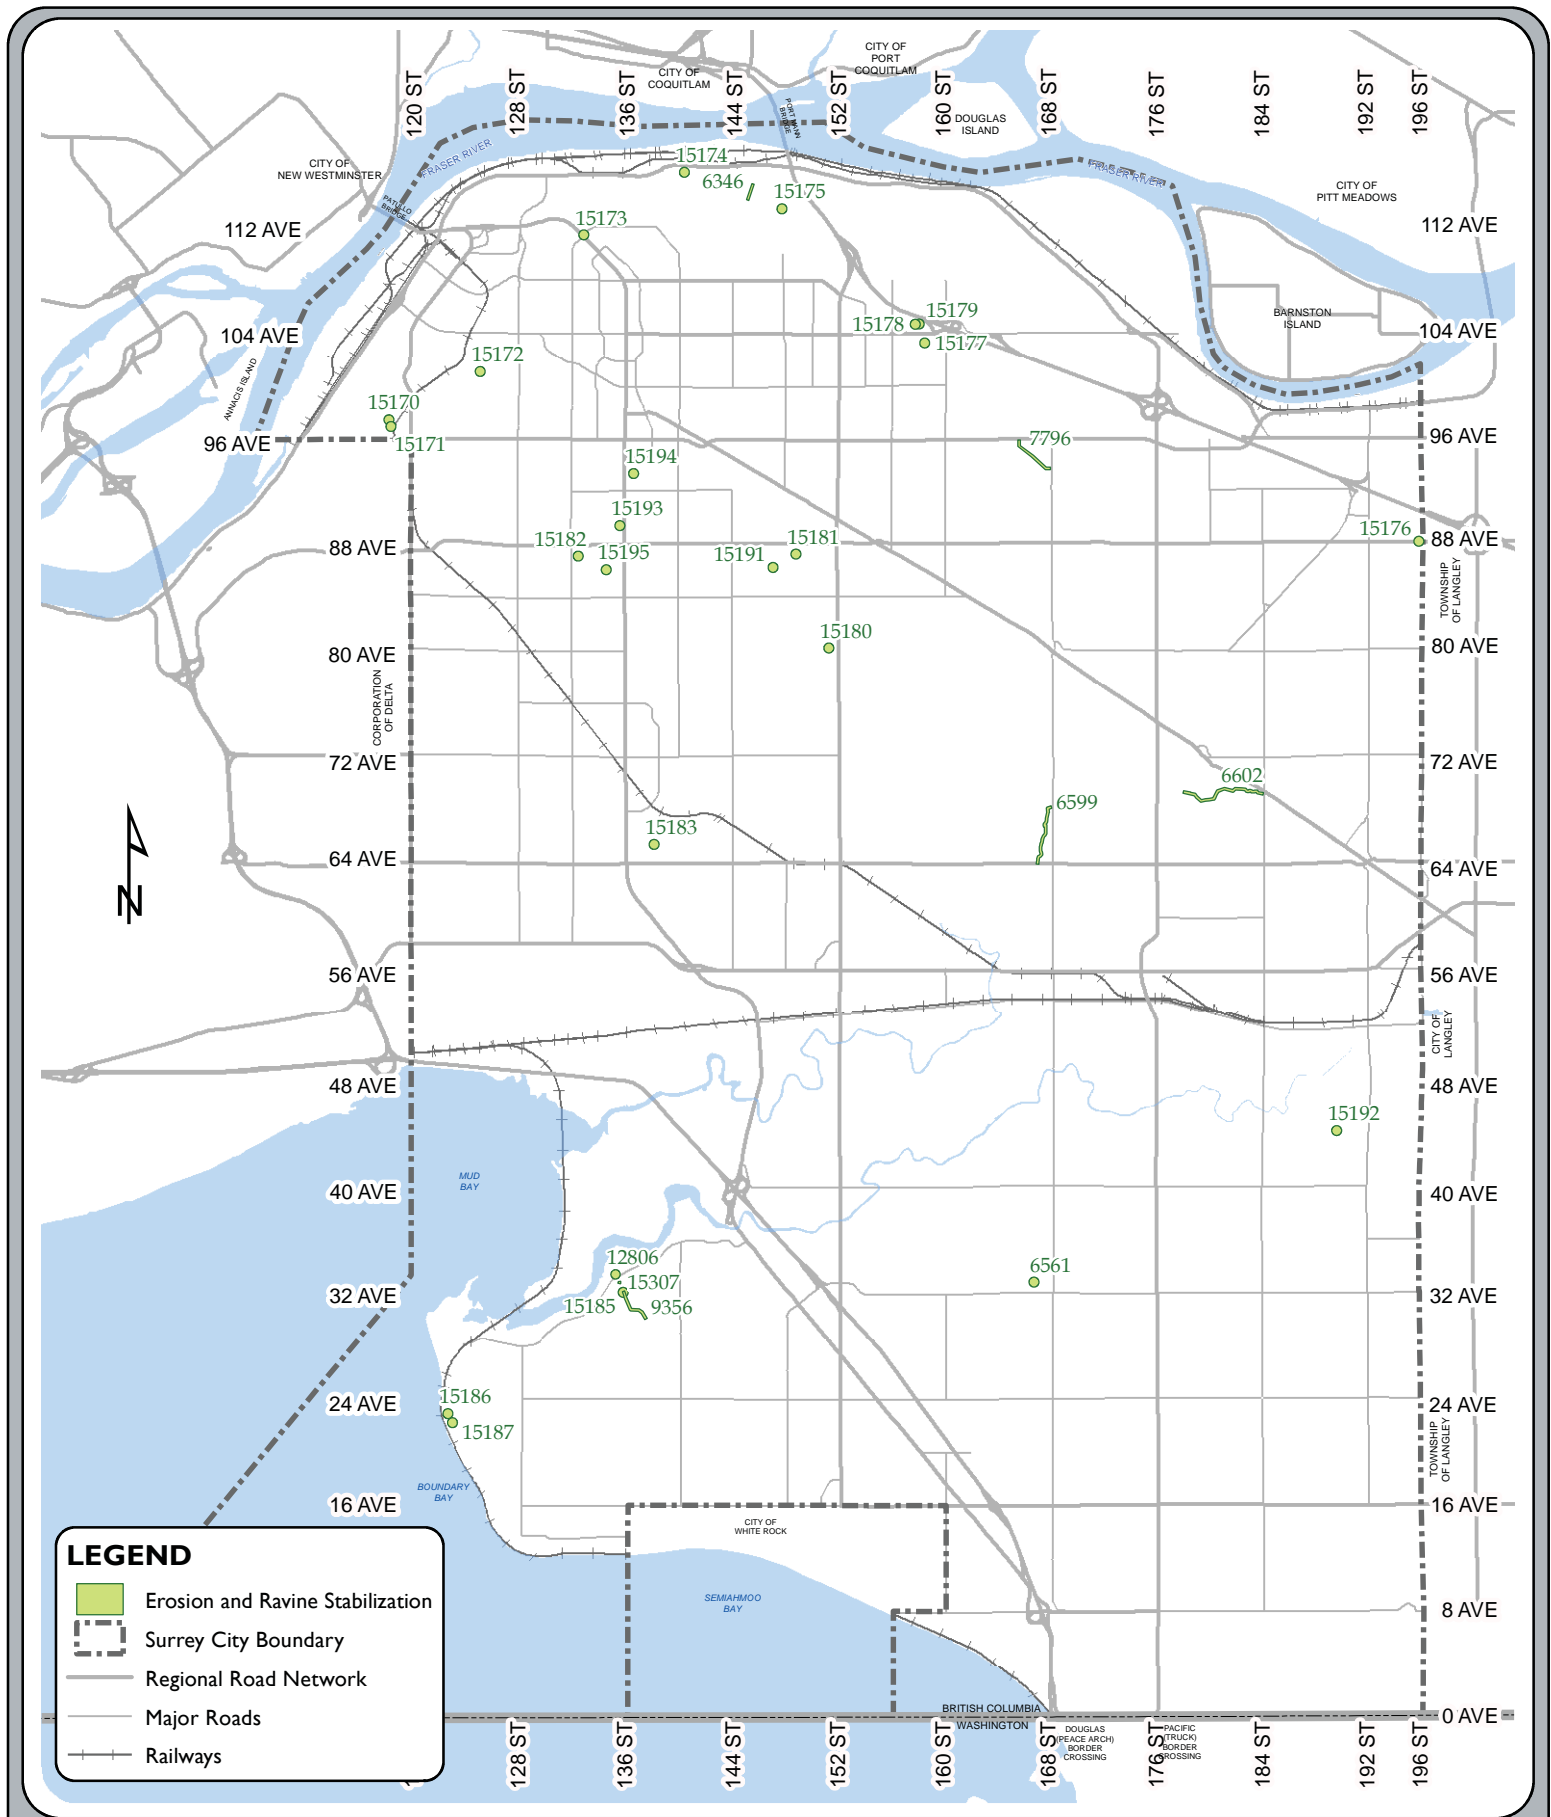 CITY OF
PORT
COQUITLAM
CITY OF
COQUITLAM
120 ST
128 ST
136 ST
144 ST
152 ST
160 ST
168 ST
176 ST
184 ST
192 ST
196 ST
PORT MANN
BRIDGE
DOUGLAS
ISLAND
FRASER RIVER
FRASER RIVER
CITY OF
NEW WESTMINSTER
CITY OF
PITT MEADOWS
PATULLO
BRIDGE
15174
6346
15175
15173
112 AVE
112 AVE
15179
15178
15177
BARNSTON
ISLAND
104 AVE
104 AVE
15172
ANNACIS ISLAND
15170
15171
96 AVE
96 AVE
7796
15194
15193
15182
15195
15191
15181
15176
88 AVE
88 AVE
TOWNSHIP
OF LANGLEY
15180
80 AVE
80 AVE
CORPORATION
OF DELTA
72 AVE
72 AVE
6602
6599
15183
64 AVE
64 AVE
N
56 AVE
56 AVE
CITY OF
LANGLEY
48 AVE
48 AVE
15192
MUD
BAY
40 AVE
40 AVE
12806
15307
15185
9356
6561
32 AVE
32 AVE
15186
15187
24 AVE
24 AVE
TOWNSHIP
OF LANGLEY
BOUNDARY
BAY
16 AVE
16 AVE
CITY OF
WHITE ROCK
SEMIAHMOO
BAY
8 AVE
LEGEND
Erosion and Ravine Stabilization
Surrey City Boundary
Regional Road Network
Major Roads
Railways
BRITISH COLUMBIA
WASHINGTON
0 AVE
DOUGLAS
(PEACE ARCH)
BORDER
CROSSING
PACIFIC
(TRUCK)
BORDER
CROSSING
128 ST
136 ST
144 ST
152 ST
160 ST
168 ST
176 ST
184 ST
192 ST
196 ST